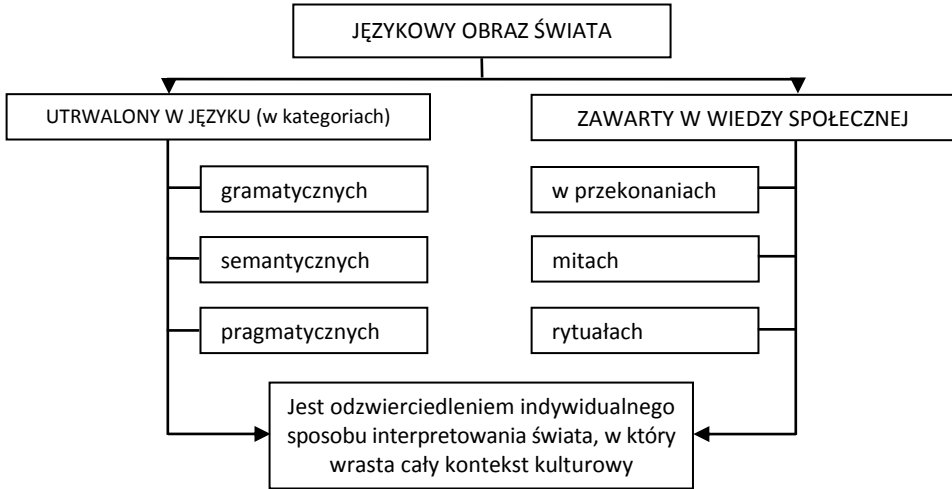 JĘZYKOWY OBRAZ ŚWIATA
UTRWALONY W JĘZYKU (w kategoriach)
gramatycznych
semantycznych
pragmatycznych
ZAWARTY W WIEDZY SPOŁECZNEJ
w przekonaniach
mitach
rytuałach
Jest odzwierciedleniem indywidualnego
sposobu interpretowania świata, w który
wrasta cały kontekst kulturowy